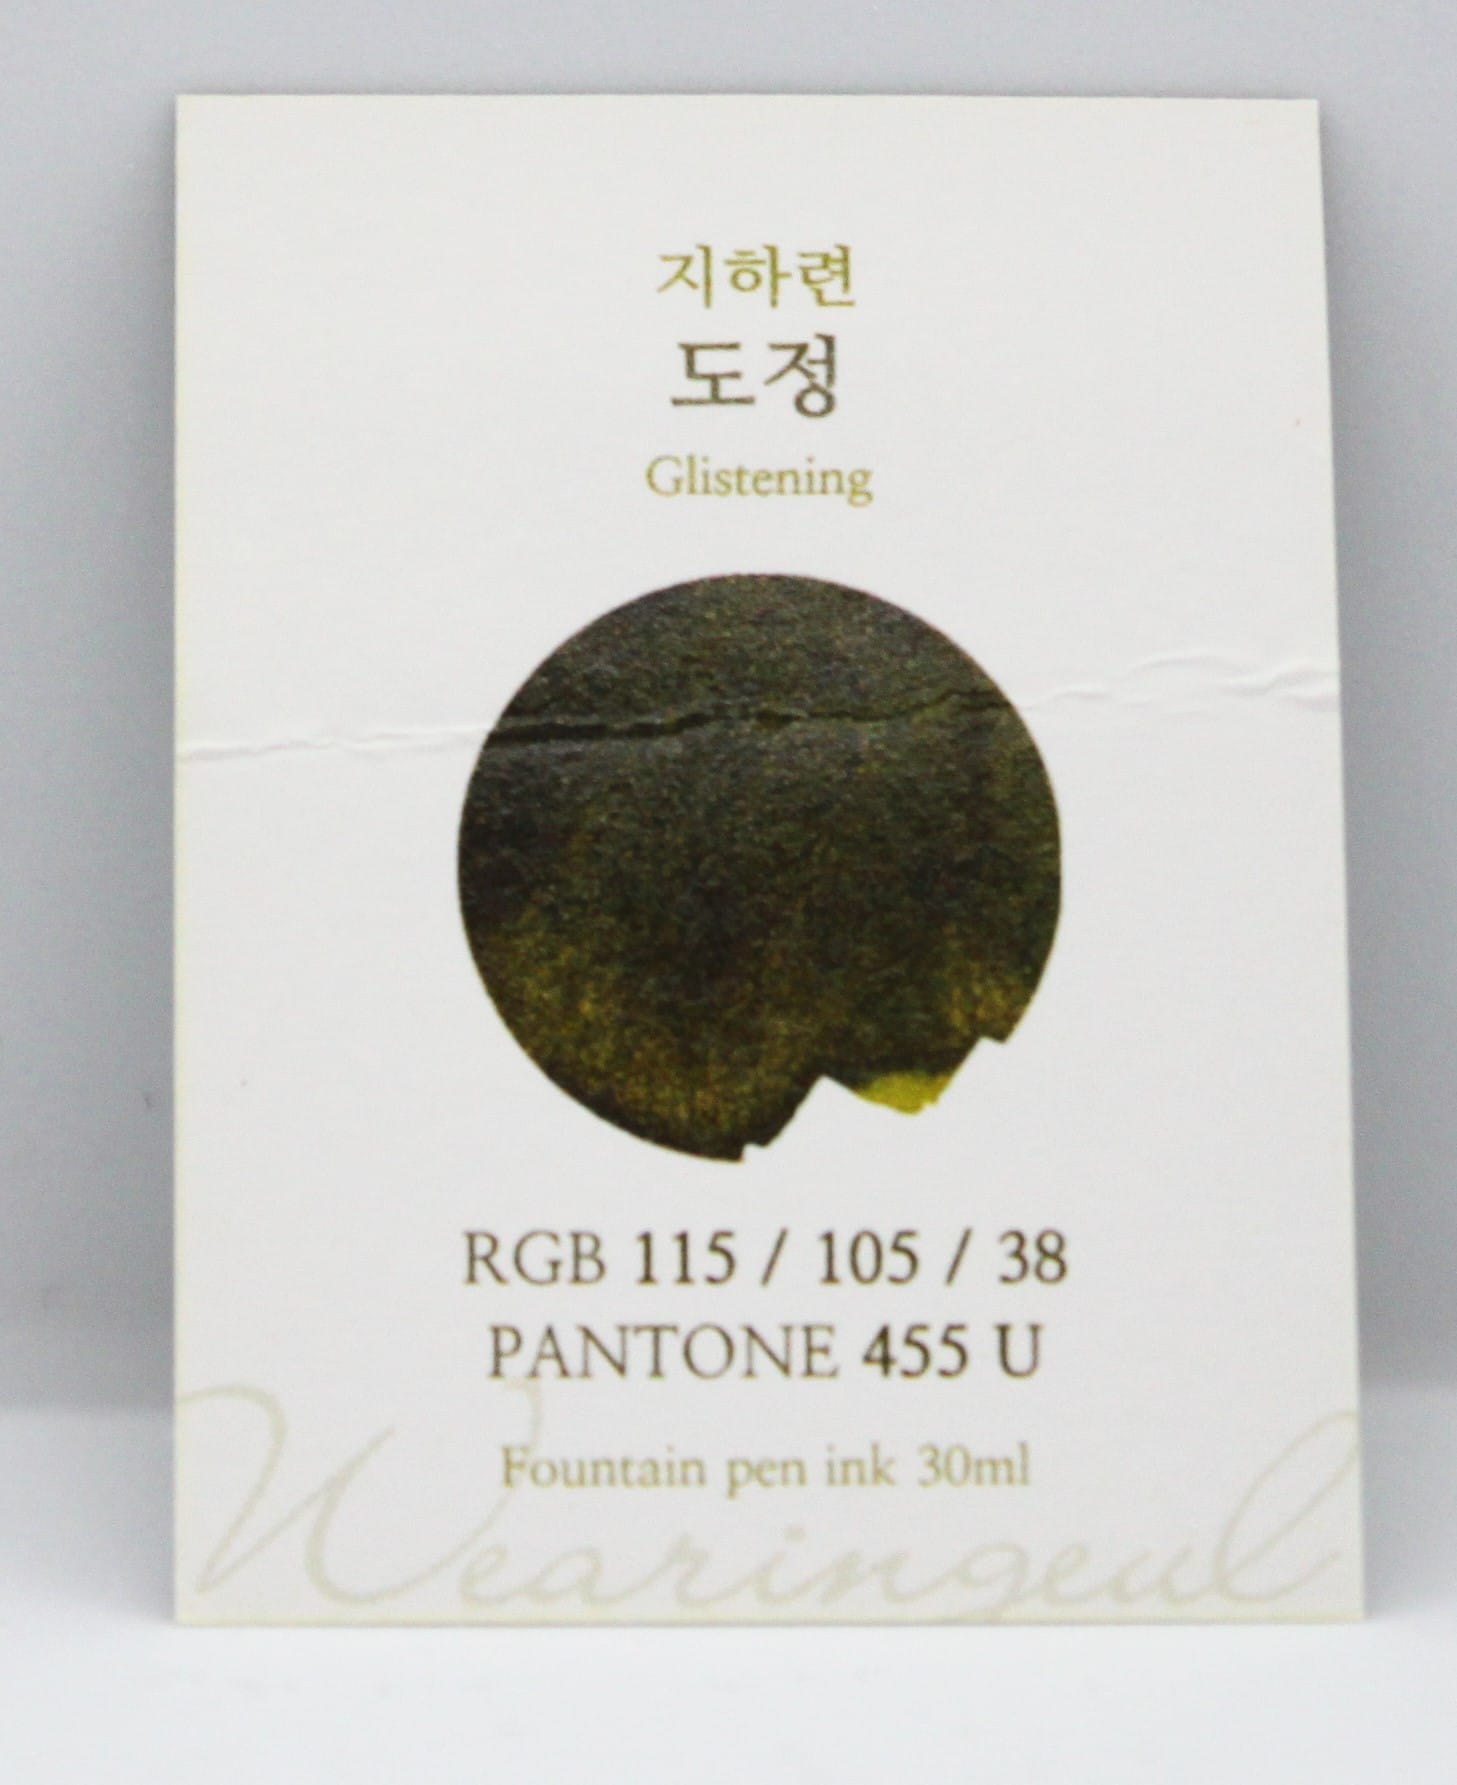 지하련
도정
Glistening
RGB 115 / 105 / 38
PANTONE 455 U
Fountain pen ink 30ml
Wearingeul